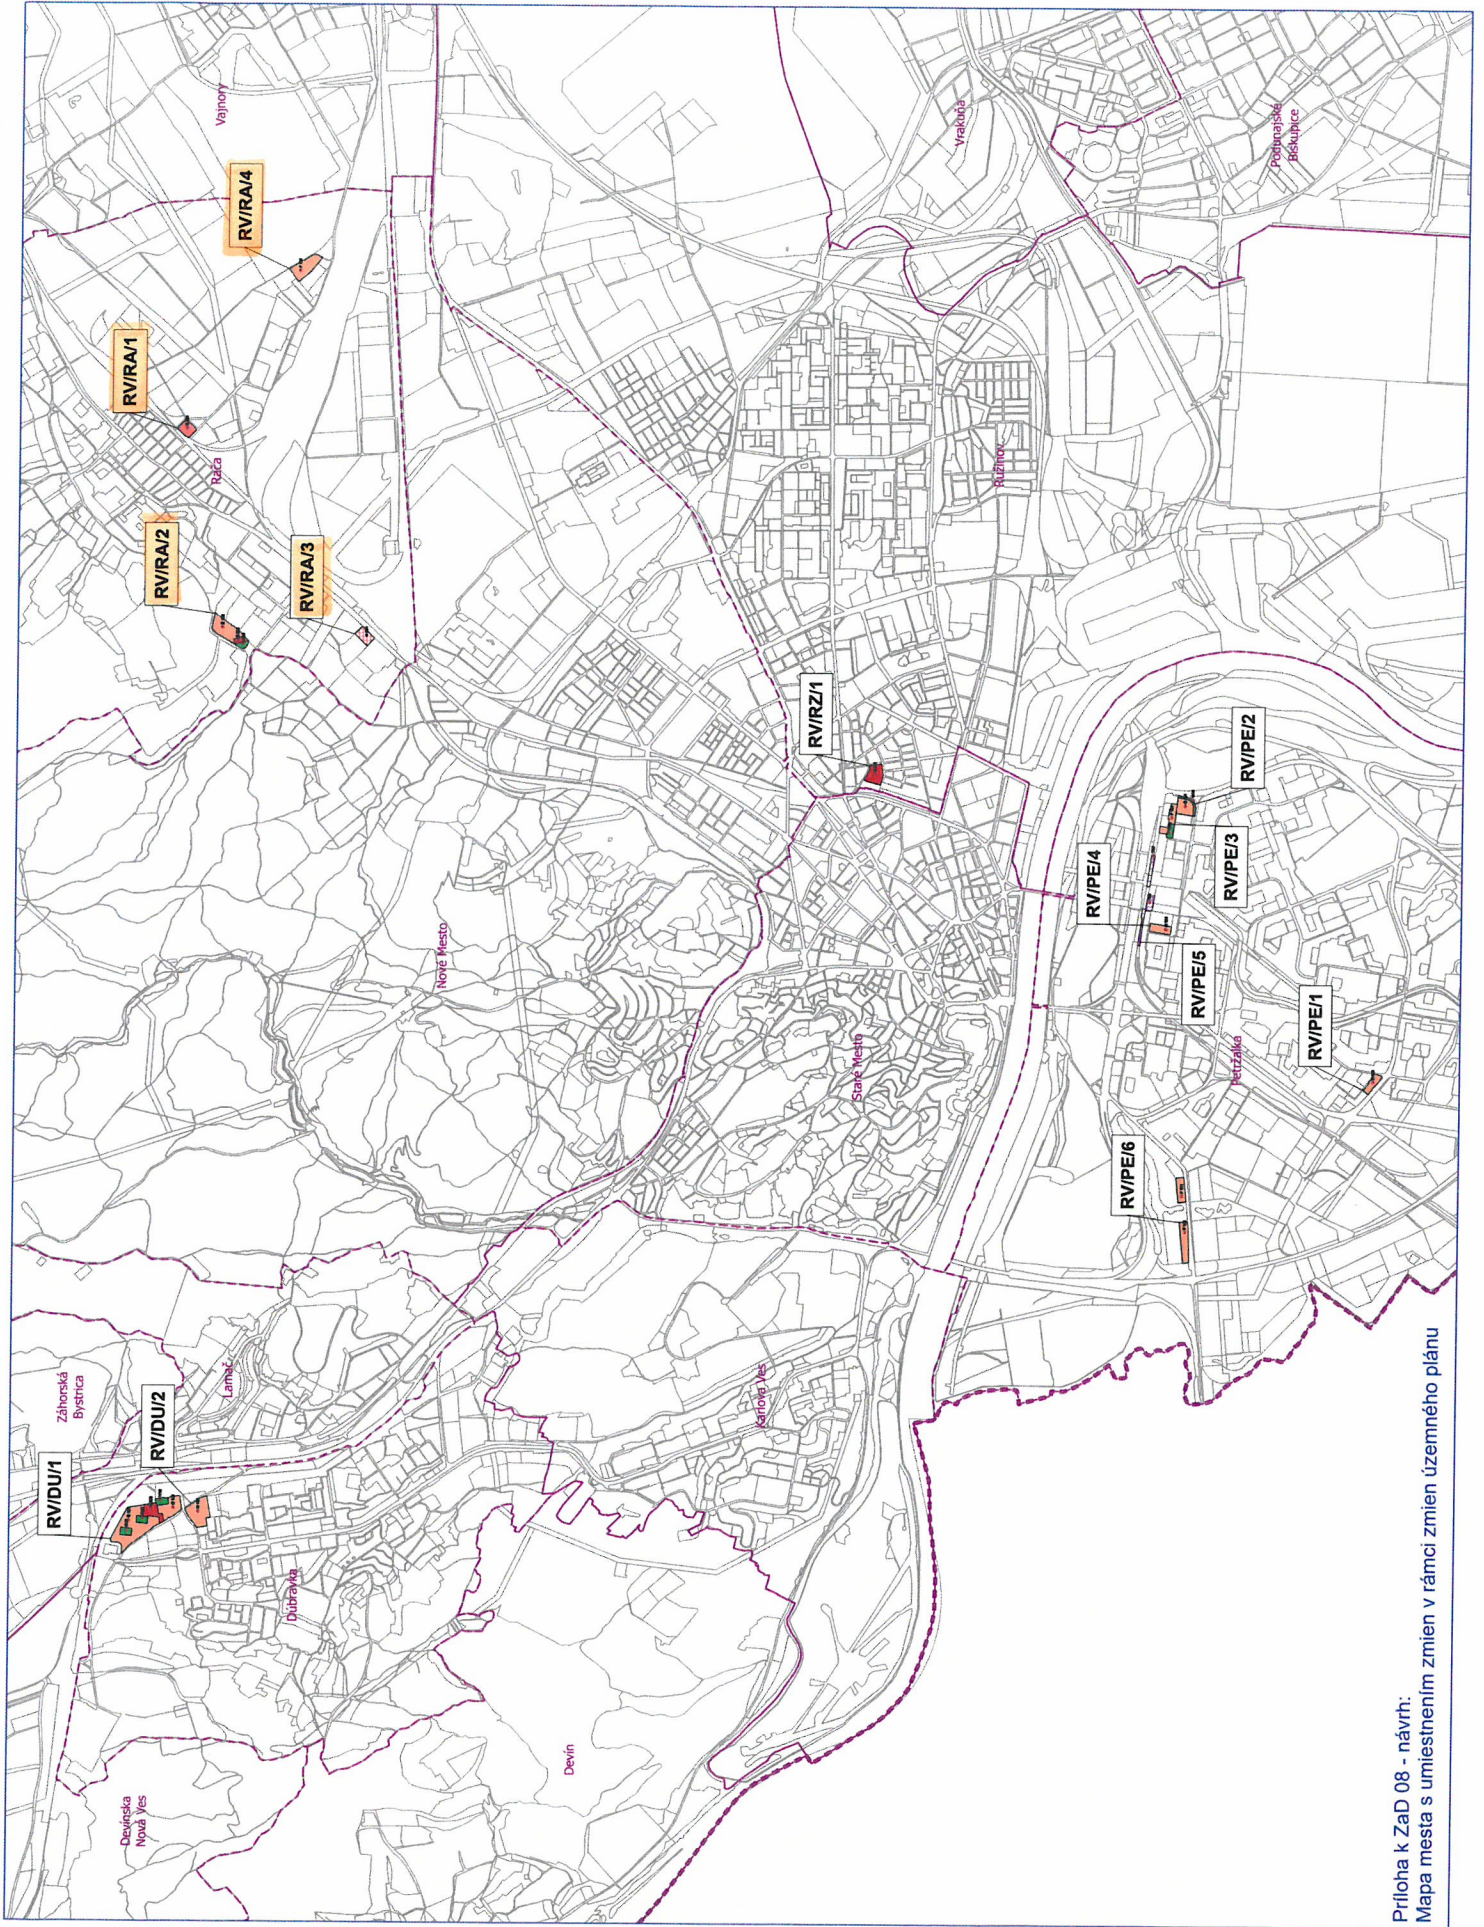 Záhorská
Bystrica
RV/DU/1
RV/DU/2
Lamač
Devínska
Nová Ves
Dúbravka
Devín
Karlova Ves
Nové Mesto
Staré Mesto
RV/RA/2
RV/RA/3
RV/RA/1
RV/RA/4
Rača
Vajnory
RV/RZ/1
Ružinov
Vrakuňa
Podunajské
Biskupice
RV/PE/6
RV/PE/4
RV/PE/5
RV/PE/3
RV/PE/2
RV/PE/1
Petržalka
Príloha k ZaD 08 - návrh:
Mapa mesta s umiestnením zmien v rámci zmien územného plánu